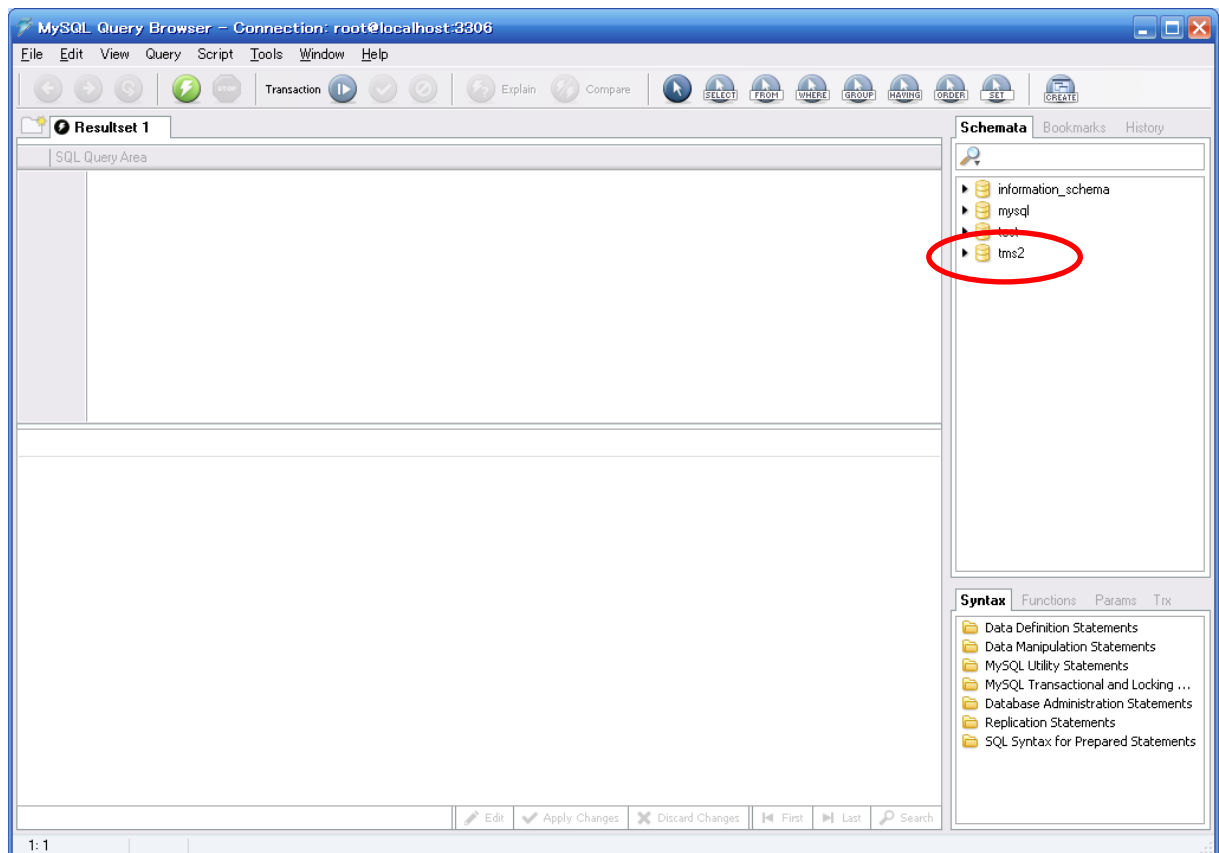 MySQL Query Browser - Connection: root@localhost:3306
File Edit View Query Script Tools Window Help
STOP Transaction Explain Compare SELECT FROM WHERE GROUP HAVING ORDER SET CREATE
Resultset 1
SQL Query Area
Schemata Bookmarks History
information_schema
mysql
test
tms2
Syntax Functions Params Trx
Data Definition Statements
Data Manipulation Statements
MySQL Utility Statements
MySQL Transactional and Locking ...
Database Administration Statements
Replication Statements
SQL Syntax for Prepared Statements
Edit Apply Changes Discard Changes First Last Search
1: 1